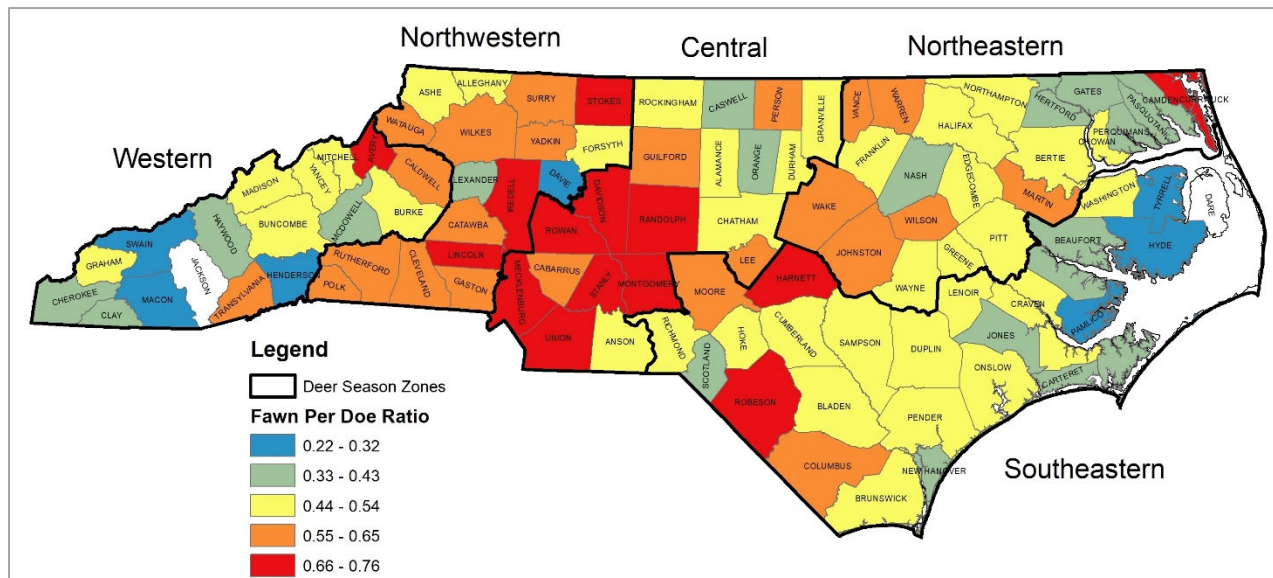 Northwestern
Central
Northeastern
Western
Southeastern
ASHE
ALLEGHANY
SURRY
STOKES
ROCKINGHAM
CASWELL
PERSON
GRANVILLE
VANCE
WARREN
NORTHAMPTON
HERTFORD
GATES
PASQUOTANK
CAMDEN
CURRITUCK
WATAUGA
WILKES
YADKIN
FORSYTH
GUILFORD
ALAMANCE
ORANGE
DURHAM
FRANKLIN
HALIFAX
BERTIE
PERQUIMANS
CHOWAN
MITCHELL
AVERY
CALDWELL
LEXANDER
IREDELL
DAVIE
DAVIDSON
RANDOLPH
CHATHAM
WAKE
NASH
EDGECOMBE
MARTIN
WASHINGTON
TYRRELL
DARE
MADISON
YANCEY
BURKE
MCDOWELL
CATAWBA
ROWAN
WILSON
JOHNSTON
PITT
GREENE
BEAUFORT
HYDE
SWAIN
HAYWOOD
BUNCOMBE
RUTHERFORD
LINCOLN
CABARRUS
STANLY
MONTGOMERY
LEE
MOORE
HARNETT
WAYNE
LENOIR
CRAVEN
PAMLICO
GRAHAM
JACKSON
HENDERSON
TRANSYLVANIA
POLK
CLEVELAND
GASTON
MECKLENBURG
CHEROKEE
CLAY
MACON
UNION
ANSON
RICHMOND
SCOTLAND
HOKE
CUMBERLAND
SAMPSON
DUPLIN
JONES
ONSLOW
CARTERET
ROBESON
BLADEN
PENDER
COLUMBUS
NEW HANOVER
BRUNSWICK
Legend
Deer Season Zones
Fawn Per Doe Ratio
0.22 - 0.32
0.33 - 0.43
0.44 - 0.54
0.55 - 0.65
0.66 - 0.76